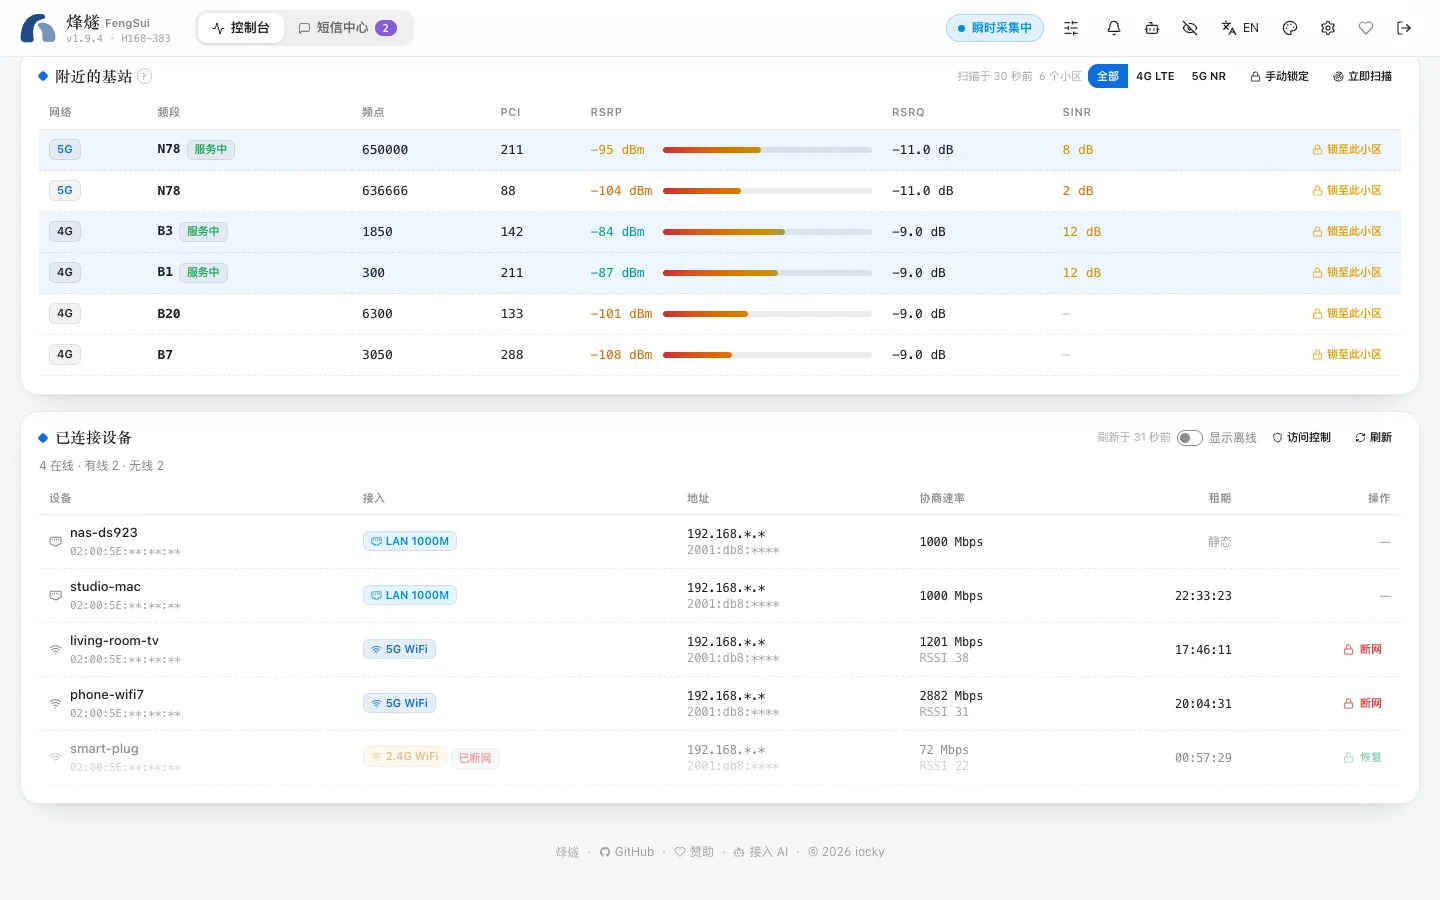 烽燧 FengSui
v1.9.4 · H168-383
控制台
短信中心 2
瞬时采集中
EN
附近的基站 ?
扫描于 30 秒前 6 个小区 全部 4G LTE 5G NR 手动锁定 立即扫描
网络 频段 频点 PCI RSRP RSRQ SINR
5G N78 服务中 650000 211 −95 dBm −11.0 dB 8 dB 锁至此小区
5G N78 636666 88 −104 dBm −11.0 dB 2 dB 锁至此小区
4G B3 服务中 1850 142 −84 dBm −9.0 dB 12 dB 锁至此小区
4G B1 服务中 300 211 −87 dBm −9.0 dB 12 dB 锁至此小区
4G B20 6300 133 −101 dBm −9.0 dB — 锁至此小区
4G B7 3050 288 −108 dBm −9.0 dB — 锁至此小区
已连接设备
刷新于 31 秒前 显示离线 访问控制 刷新
4 在线 · 有线 2 · 无线 2
设备 接入 地址 协商速率 租期 操作
nas-ds923 LAN 1000M 192.168.*.* 1000 Mbps 静态 —
02:00:5E:**:**:** 2001:db8:****
studio-mac LAN 1000M 192.168.*.* 1000 Mbps 22:33:23 —
02:00:5E:**:**:** 2001:db8:****
living-room-tv 5G WiFi 192.168.*.* 1201 Mbps 17:46:11 断网
02:00:5E:**:**:** 2001:db8:**** RSSI 38
phone-wifi7 5G WiFi 192.168.*.* 2882 Mbps 20:04:31 断网
02:00:5E:**:**:** 2001:db8:**** RSSI 31
smart-plug 2.4G WiFi 已断网 192.168.*.* 72 Mbps 00:57:29 恢复
02:00:5E:**:**:** 2001:db8:**** RSSI 22
烽燧 · GitHub · 赞助 · 接入 AI · © 2026 iocky